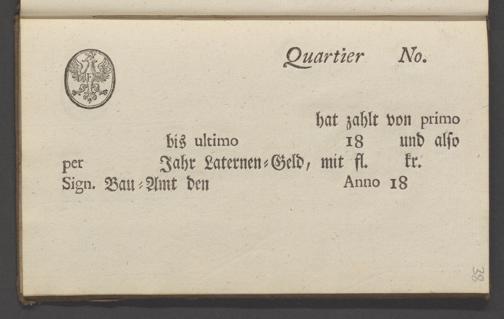 Quartier No.
hat zahlt von primo
bis ultimo 18 und also
per Jahr Laternen-Geld, mit fl. kr.
Sign. Bau-Amt den Anno 18
38